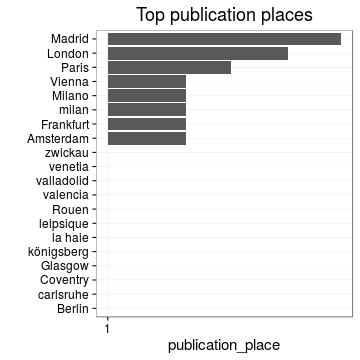 Top publication places
Madrid
London
Paris
Vienna
Milano
milan
Frankfurt
Amsterdam
zwickau
venetia
valladolid
valencia
Rouen
leipsique
la haie
königsberg
Glasgow
Coventry
carlsruhe
Berlin
1
publication_place